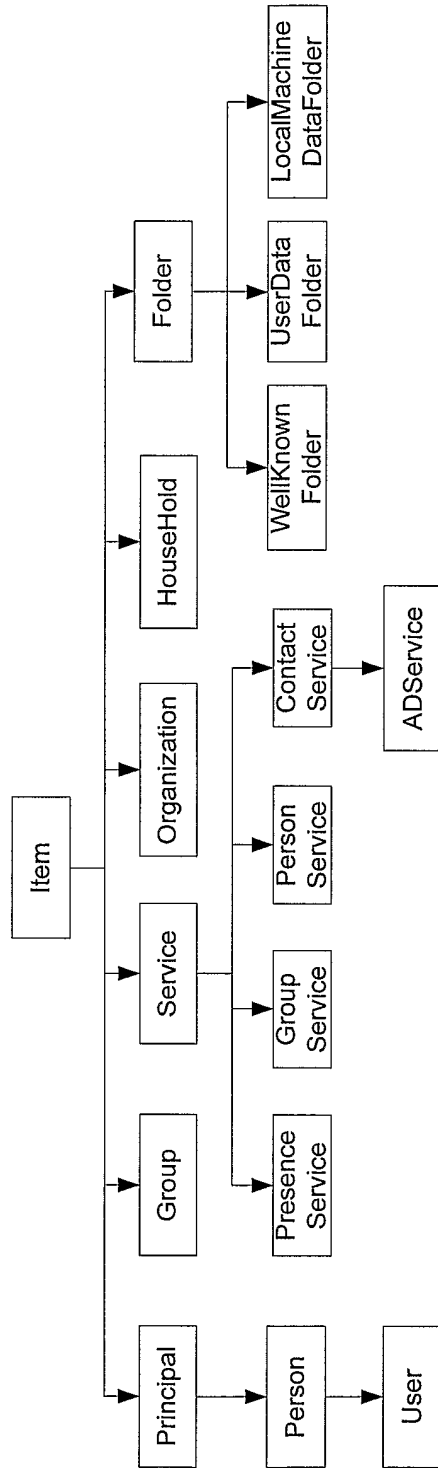 Item
Principal
Group
Service
Organization
HouseHold
Folder
Person
Presence
Service
Group
Service
Person
Service
Contact
Service
WellKnown
Folder
UserData
Folder
LocalMachine
DataFolder
User
ADService